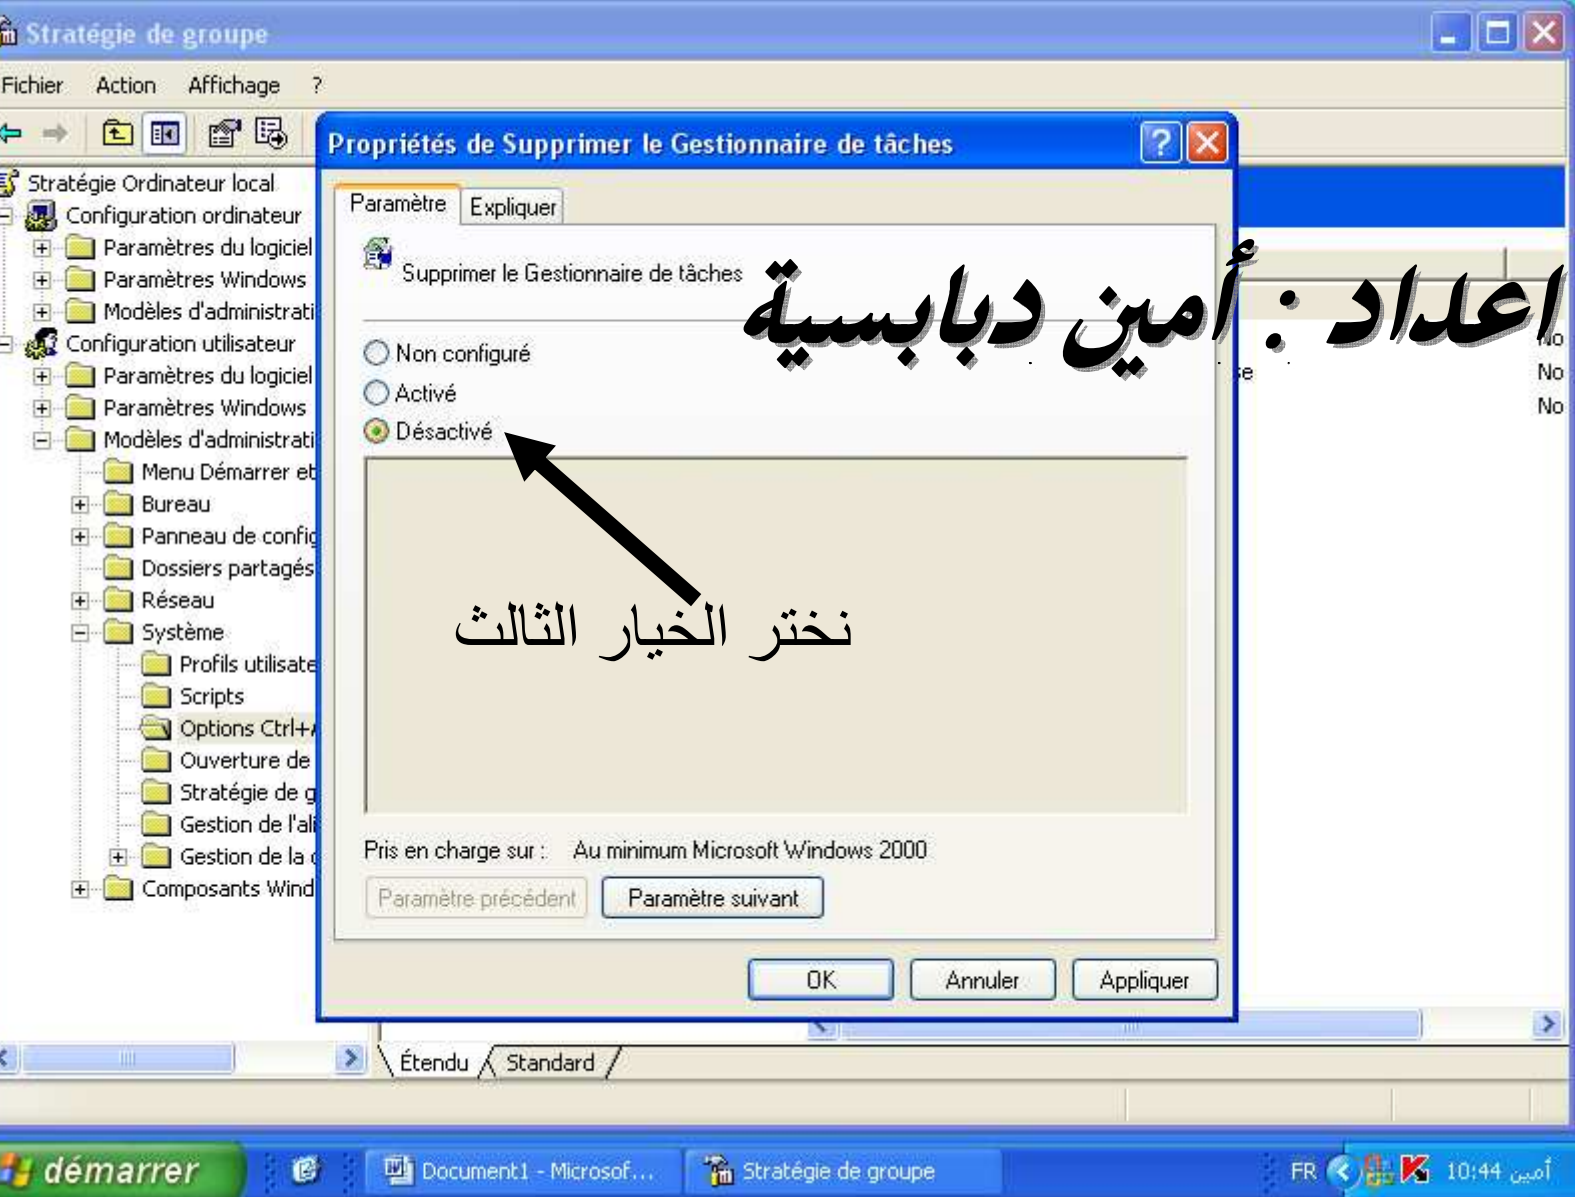 Stratégie de groupe
Fichier Action Affichage ?
Propriétés de Supprimer le Gestionnaire de tâches
Stratégie Ordinateur local
Configuration ordinateur
Paramètres du logiciel
Paramètres Windows
Modèles d'administrati
Configuration utilisateur
Paramètres du logiciel
Paramètres Windows
Modèles d'administrati
Menu Démarrer et
Bureau
Panneau de config
Dossiers partagés
Réseau
Système
Profils utilisate
Scripts
Options Ctrl+
Ouverture de
Stratégie de g
Gestion de l'ali
Gestion de la
Composants Wind
Paramètre Expliquer
Supprimer le Gestionnaire de tâches
اعداد : أمين دبابسية
Non configuré
Activé
Désactivé
نختر الخيار الثالث
Pris en charge sur : Au minimum Microsoft Windows 2000
Paramètre précédent Paramètre suivant
OK Annuler Appliquer
No
No
No
Étendu Standard
démarrer
Document1 - Microsof...
Stratégie de groupe
FR
10:44 أمين